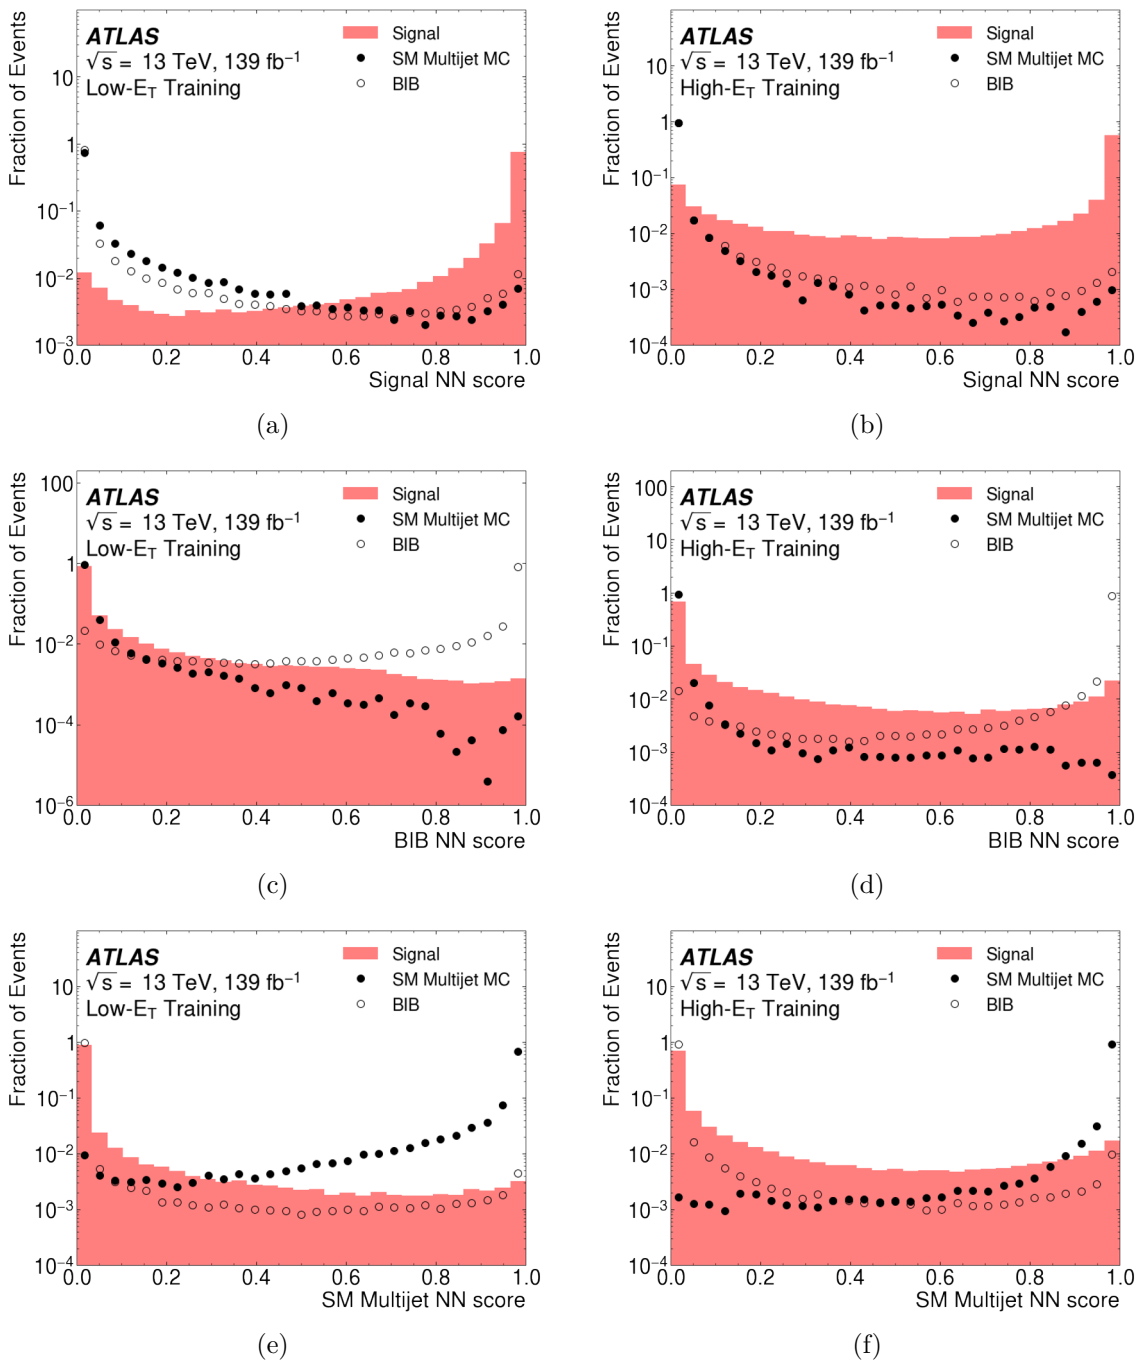 Fraction of Events
ATLAS
√s = 13 TeV, 139 fb⁻¹
Low-E_T Training
Signal
SM Multijet MC
BIB
10
1
10⁻¹
10⁻²
10⁻³
0.0 0.2 0.4 0.6 0.8 1.0
Signal NN score
(a)
Fraction of Events
ATLAS
√s = 13 TeV, 139 fb⁻¹
High-E_T Training
Signal
SM Multijet MC
BIB
10
1
10⁻¹
10⁻²
10⁻³
10⁻⁴
0.0 0.2 0.4 0.6 0.8 1.0
Signal NN score
(b)
Fraction of Events
ATLAS
√s = 13 TeV, 139 fb⁻¹
Low-E_T Training
Signal
SM Multijet MC
BIB
100
1
10⁻²
10⁻⁴
10⁻⁶
0.0 0.2 0.4 0.6 0.8 1.0
BIB NN score
(c)
Fraction of Events
ATLAS
√s = 13 TeV, 139 fb⁻¹
High-E_T Training
Signal
SM Multijet MC
BIB
100
10
1
10⁻¹
10⁻²
10⁻³
10⁻⁴
0.0 0.2 0.4 0.6 0.8 1.0
BIB NN score
(d)
Fraction of Events
ATLAS
√s = 13 TeV, 139 fb⁻¹
Low-E_T Training
Signal
SM Multijet MC
BIB
10
1
10⁻¹
10⁻²
10⁻³
10⁻⁴
0.0 0.2 0.4 0.6 0.8 1.0
SM Multijet NN score
(e)
Fraction of Events
ATLAS
√s = 13 TeV, 139 fb⁻¹
High-E_T Training
Signal
SM Multijet MC
BIB
10
1
10⁻¹
10⁻²
10⁻³
10⁻⁴
0.0 0.2 0.4 0.6 0.8 1.0
SM Multijet NN score
(f)